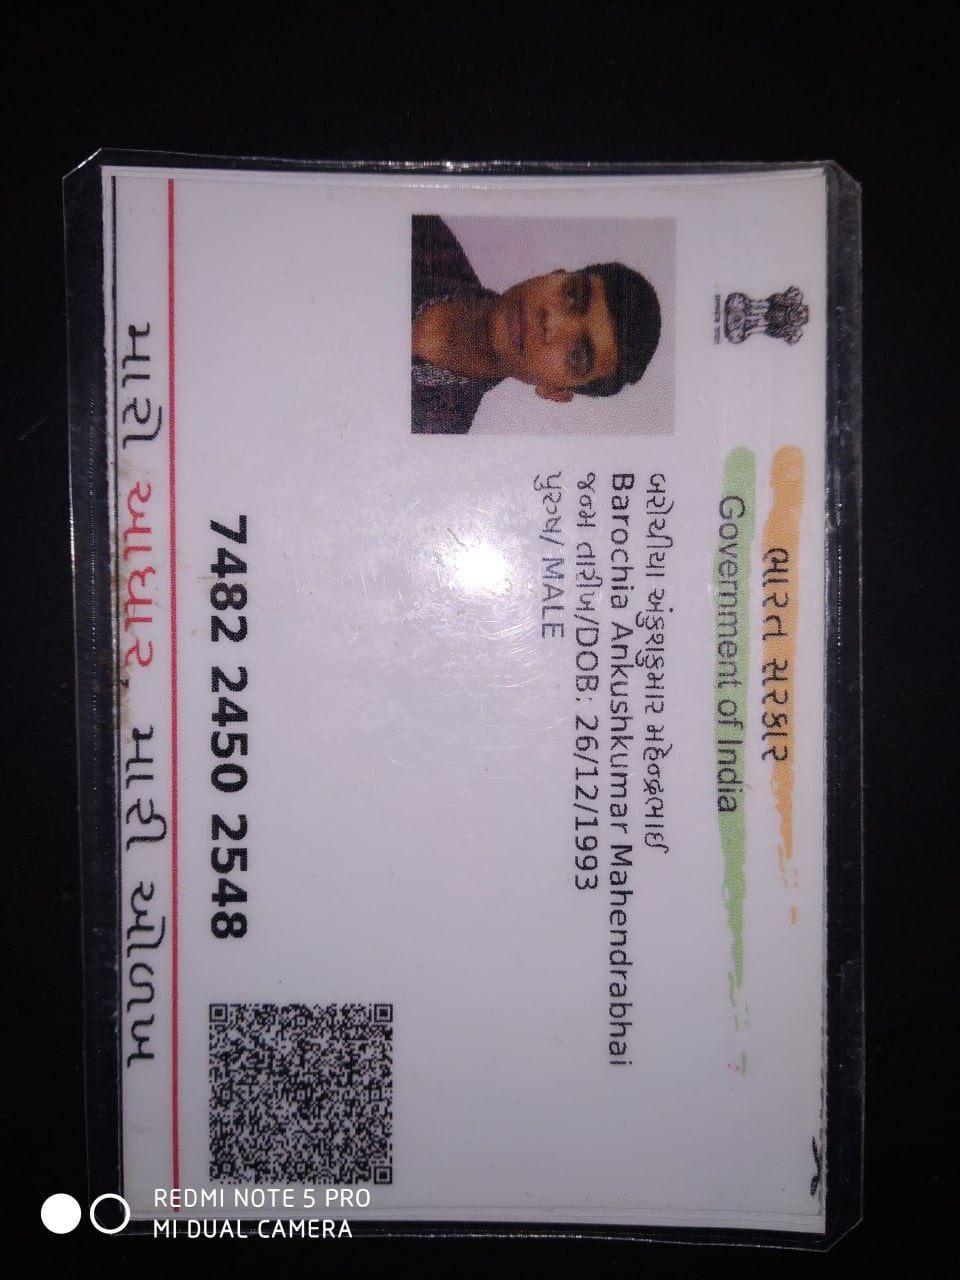 ભારત સરકાર
Government of India
બરોચીયા અંકુશકુમાર મહેન્દ્રભાઈ
Barochia Ankushkumar Mahendrabhai
જન્મ તારીખ/DOB: 26/12/1993
પુરુષ/ MALE
7482 2450 2548
મારો આધાર, મારી ઓળખ
REDMI NOTE 5 PRO
MI DUAL CAMERA